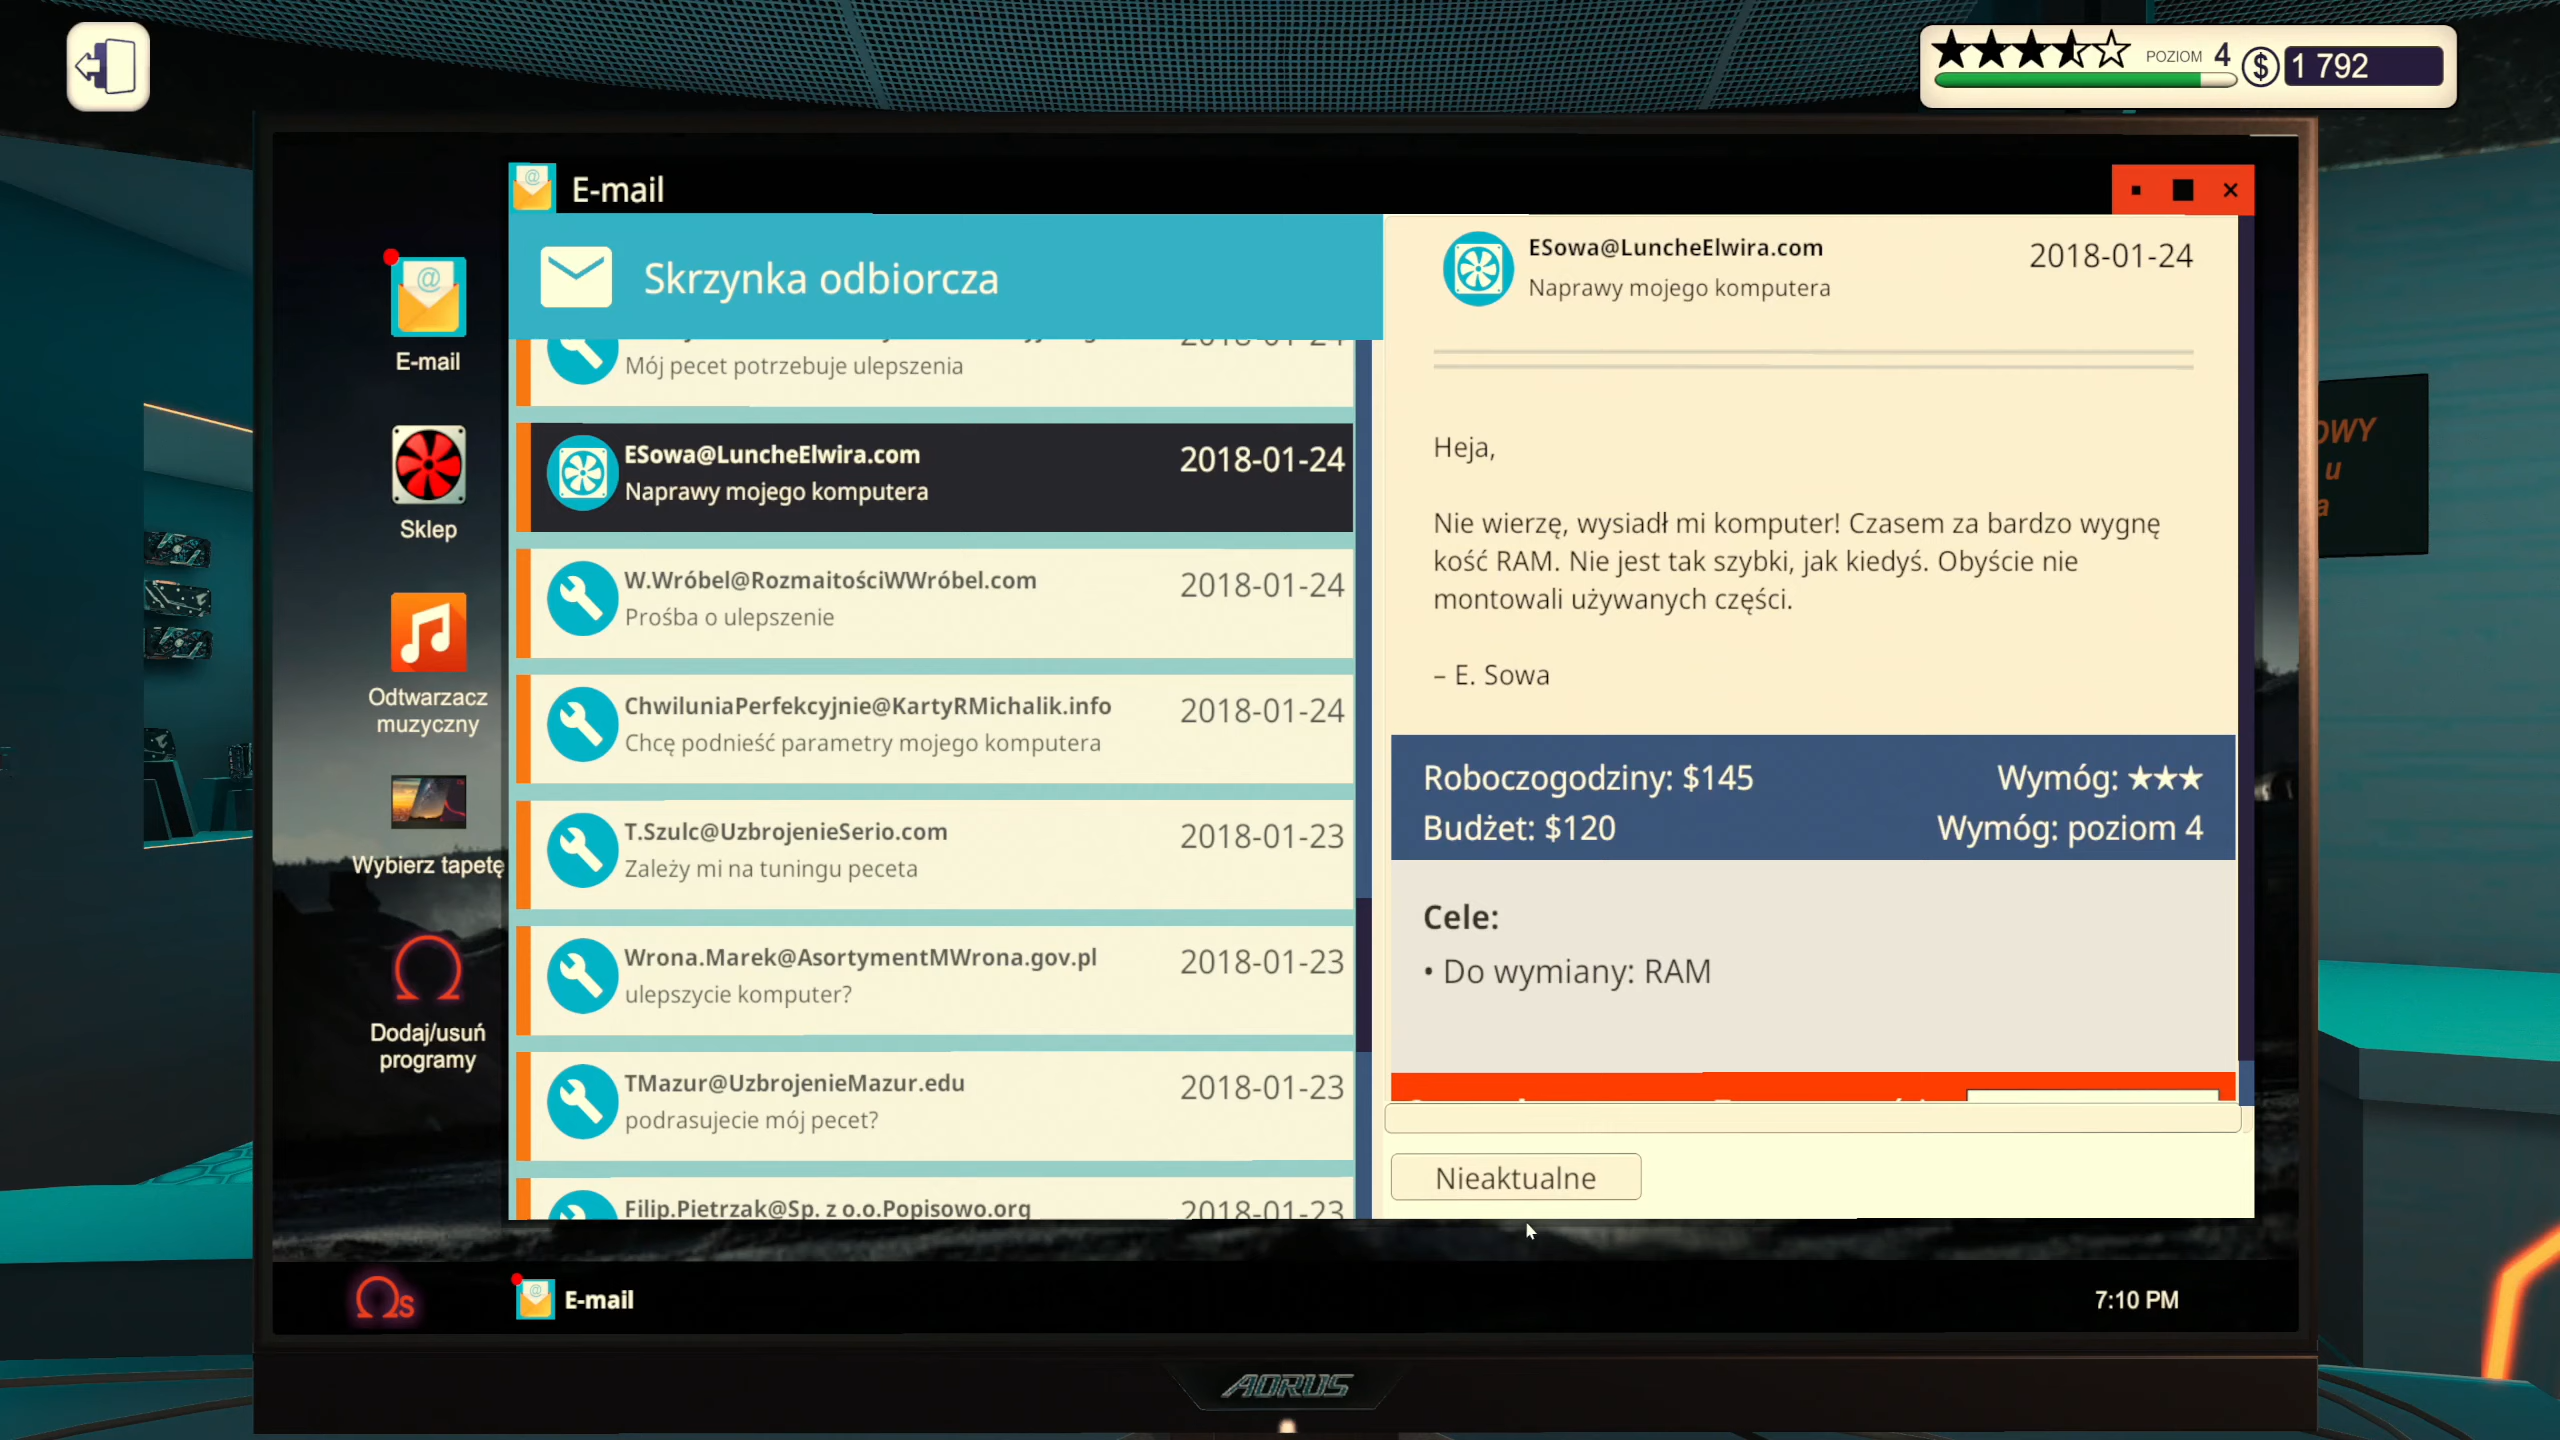 POZIOM 4
1 792
E-mail
E-mail
Sklep
Odtwarzacz
muzyczny
Wybierz tapetę
Dodaj/usuń
programy
Skrzynka odbiorcza
Mój pecet potrzebuje ulepszenia
ESowa@LuncheElwira.com
2018-01-24
Naprawy mojego komputera
W.Wróbel@RozmaitościWWróbel.com
2018-01-24
Prośba o ulepszenie
ChwiluniaPerfekcyjnie@KartyRMichalik.info
2018-01-24
Chcę podnieść parametry mojego komputera
T.Szulc@UzbrojenieSerio.com
2018-01-23
Zależy mi na tuningu peceta
Wrona.Marek@AsortymentMWrona.gov.pl
2018-01-23
ulepszycie komputer?
TMazur@UzbrojenieMazur.edu
2018-01-23
podrasujecie mój pecet?
Filip.Pietrzak@Sp. z o.o.Popisowo.org
2018-01-23
ESowa@LuncheElwira.com
2018-01-24
Naprawy mojego komputera
Heja,
Nie wierzę, wysiadł mi komputer! Czasem za bardzo wygnę
kość RAM. Nie jest tak szybki, jak kiedyś. Obyście nie
montowali używanych części.
– E. Sowa
Roboczogodziny: $145
Wymóg: ★★★
Budżet: $120
Wymóg: poziom 4
Cele:
• Do wymiany: RAM
Nieaktualne
E-mail
7:10 PM
AORUS